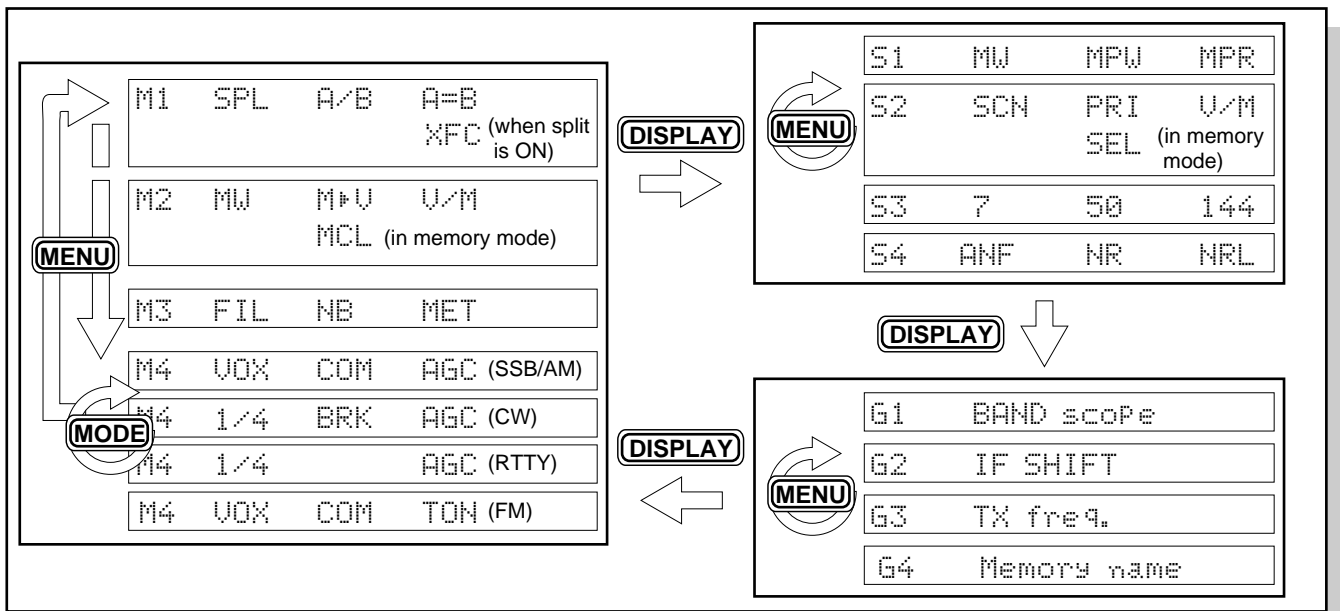 M1 SPL A/B A=B
XFC (when split
is ON)
M2 MW M▸V V/M
MCL (in memory mode)
MENU
M3 FIL NB MET
M4 VOX COM AGC (SSB/AM)
M4 1/4 BRK AGC (CW)
MODE
M4 1/4 AGC (RTTY)
M4 VOX COM TON (FM)
DISPLAY
S1 MW MPW MPR
MENU
S2 SCN PRI V/M
SEL (in memory
mode)
S3 7 50 144
S4 ANF NR NRL
DISPLAY
G1 BAND scope
G2 IF SHIFT
MENU
G3 TX freq.
G4 Memory name
DISPLAY